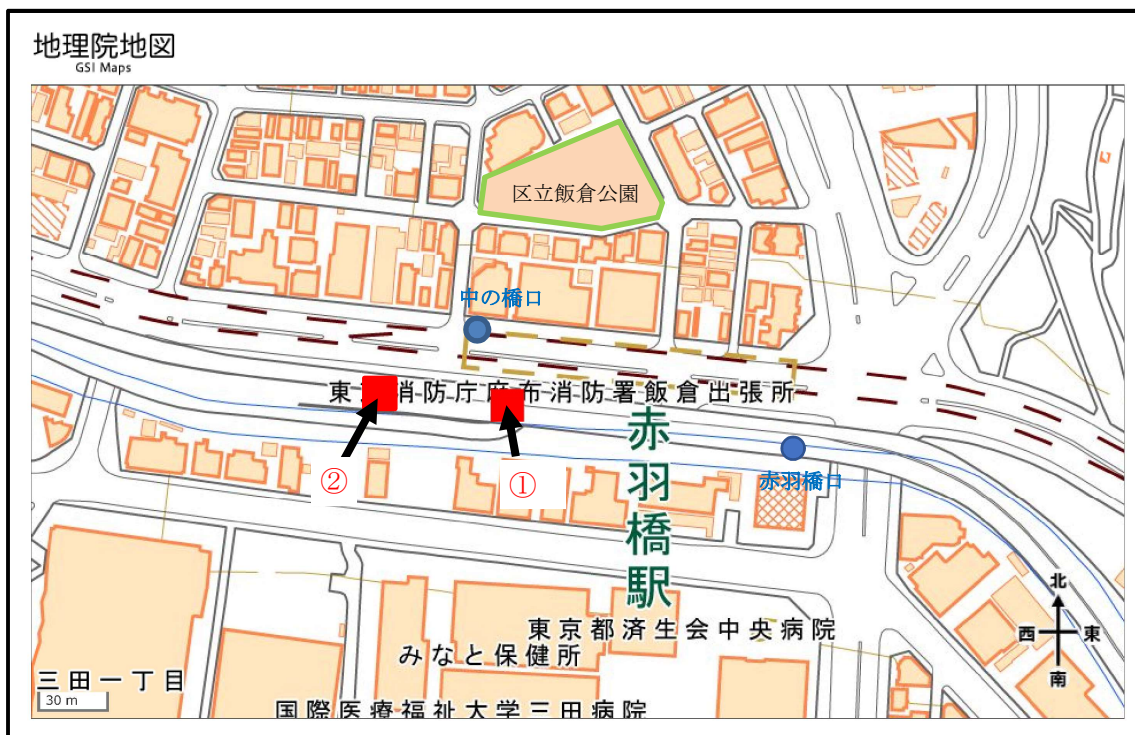 地理院地図
GSI Maps
区立飯倉公園
中の橋口
東 消防庁麻布消防署飯倉出張所
赤羽橋駅
②
①
赤羽橋口
北
西 東
南
東京都済生会中央病院
みなと保健所
三田一丁目
30 m
国際医療福祉大学三田病院